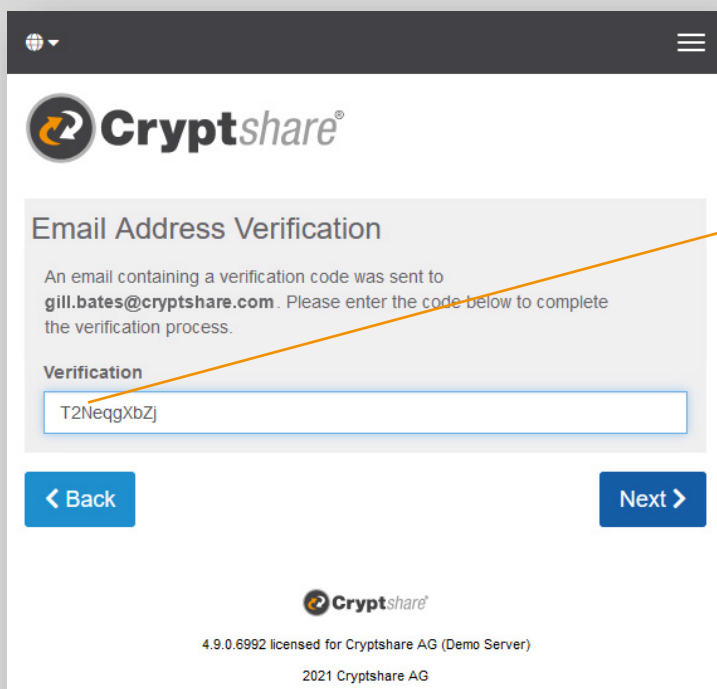 Cryptshare®
Email Address Verification
An email containing a verification code was sent to
gill.bates@cryptshare.com. Please enter the code below to complete
the verification process.
Verification
T2NeqgXbZj
Back
Next
Cryptshare®
4.9.0.6992 licensed for Cryptshare AG (Demo Server)
2021 Cryptshare AG